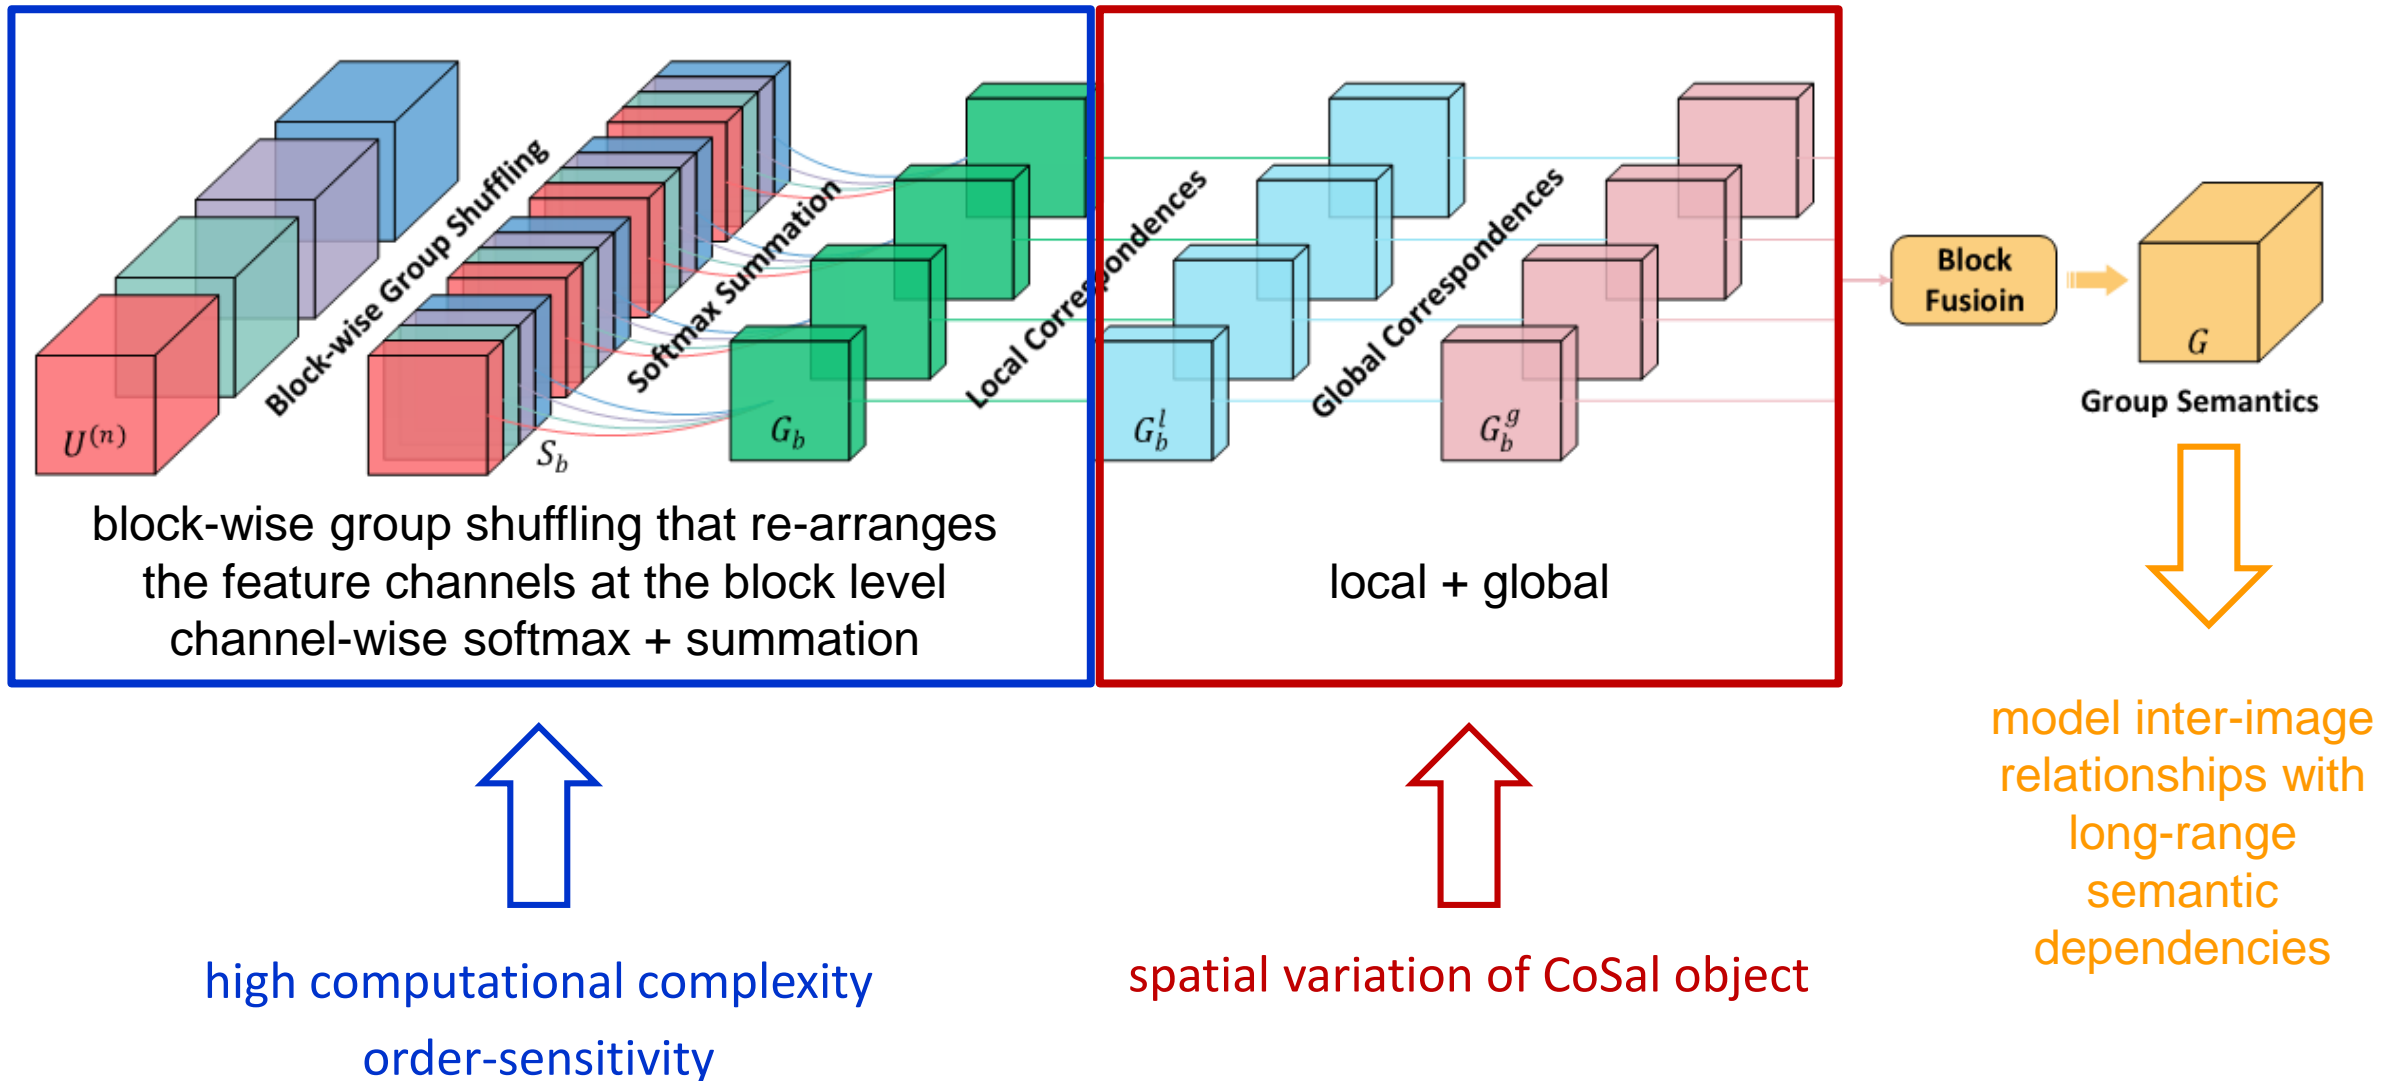 Block-wise Group Shuffling
Softmax Summation
Local Correspondences
Global Correspondences
U^(n)
S_b
G_b
G_b^l
G_b^g
Block
Fusioin
G
Group Semantics
block-wise group shuffling that re-arranges
the feature channels at the block level
channel-wise softmax + summation
local + global
high computational complexity
order-sensitivity
spatial variation of CoSal object
model inter-image
relationships with
long-range
semantic
dependencies